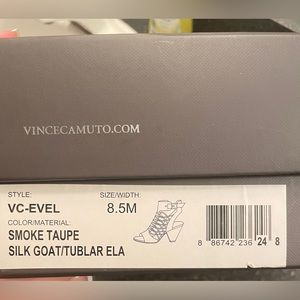 VINCECAMUTO.COM
STYLE: SIZE/WIDTH:
VC-EVEL 8.5M
COLOR/MATERIAL:
SMOKE TAUPE
SILK GOAT/TUBLAR ELA
8 86742 236 24 8